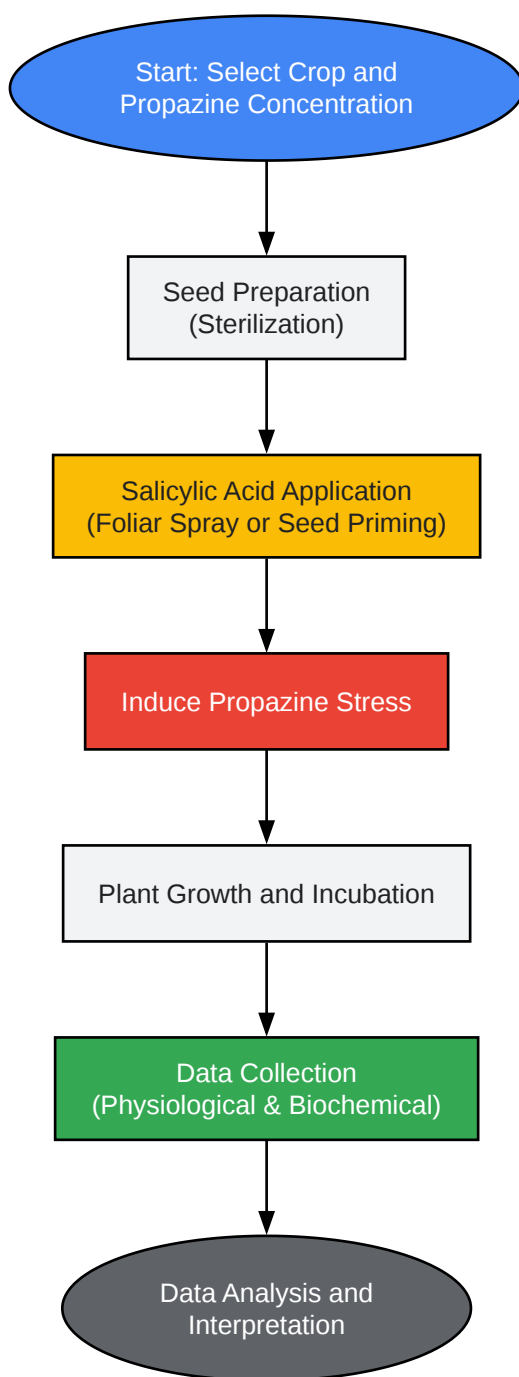 Start: Select Crop and
Propazine Concentration
Seed Preparation
(Sterilization)
Salicylic Acid Application
(Foliar Spray or Seed Priming)
Induce Propazine Stress
Plant Growth and Incubation
Data Collection
(Physiological & Biochemical)
Data Analysis and
Interpretation